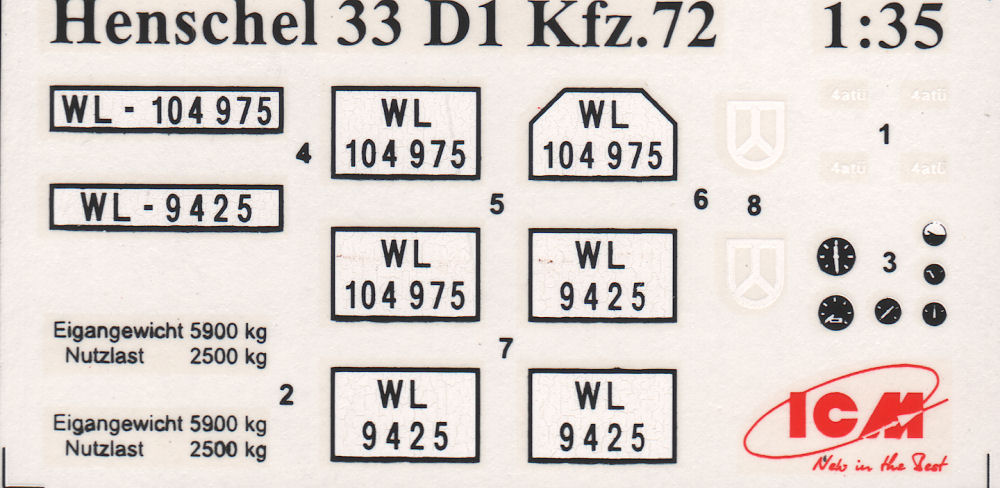 Henschel 33 D1 Kfz.72 1:35
WL - 104 975
WL
104 975
WL
104 975
4atü 4atü
1
4
4atü 4atü
WL - 9425
5
6
8
WL
104 975
WL
9425
3
Eigangewicht 5900 kg
Nutzlast 2500 kg
7
2
WL
9425
WL
9425
Eigangewicht 5900 kg
Nutzlast 2500 kg
ICM
New in the Best